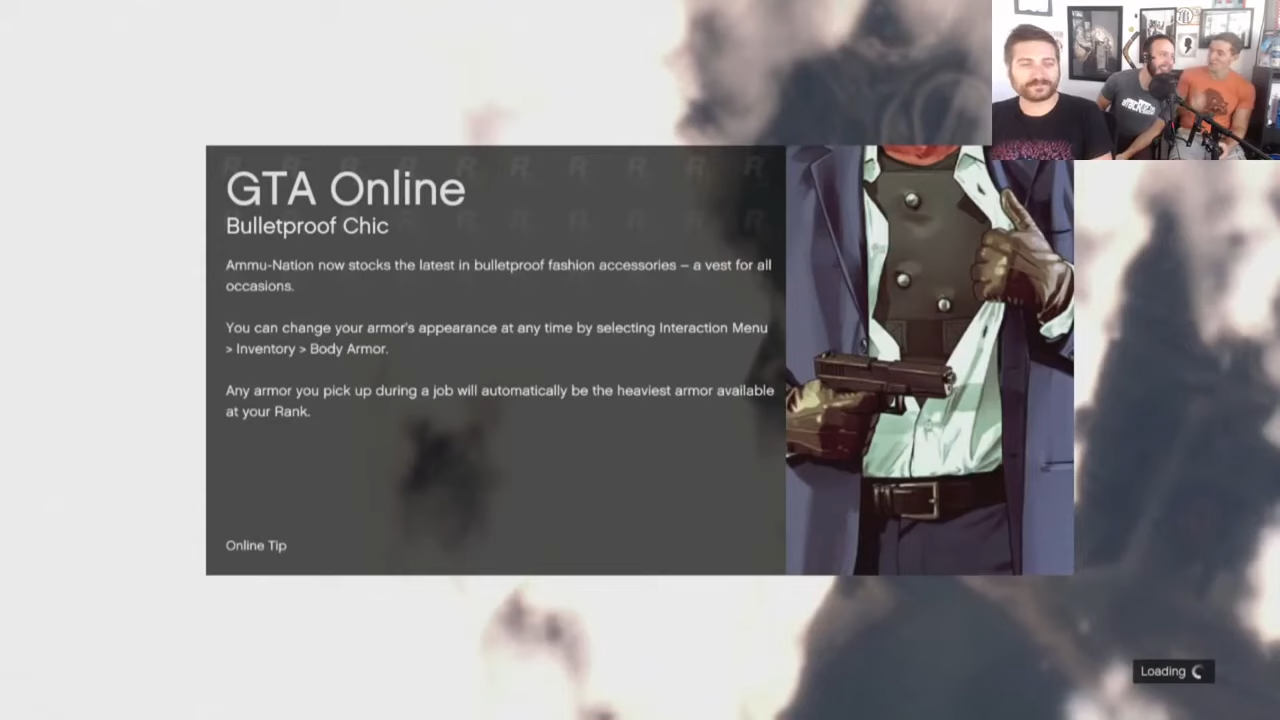 GTA Online
Bulletproof Chic
Ammu-Nation now stocks the latest in bulletproof fashion accessories – a vest for all
occasions.
You can change your armor's appearance at any time by selecting Interaction Menu
> Inventory > Body Armor.
Any armor you pick up during a job will automatically be the heaviest armor available
at your Rank.
Online Tip
Loading